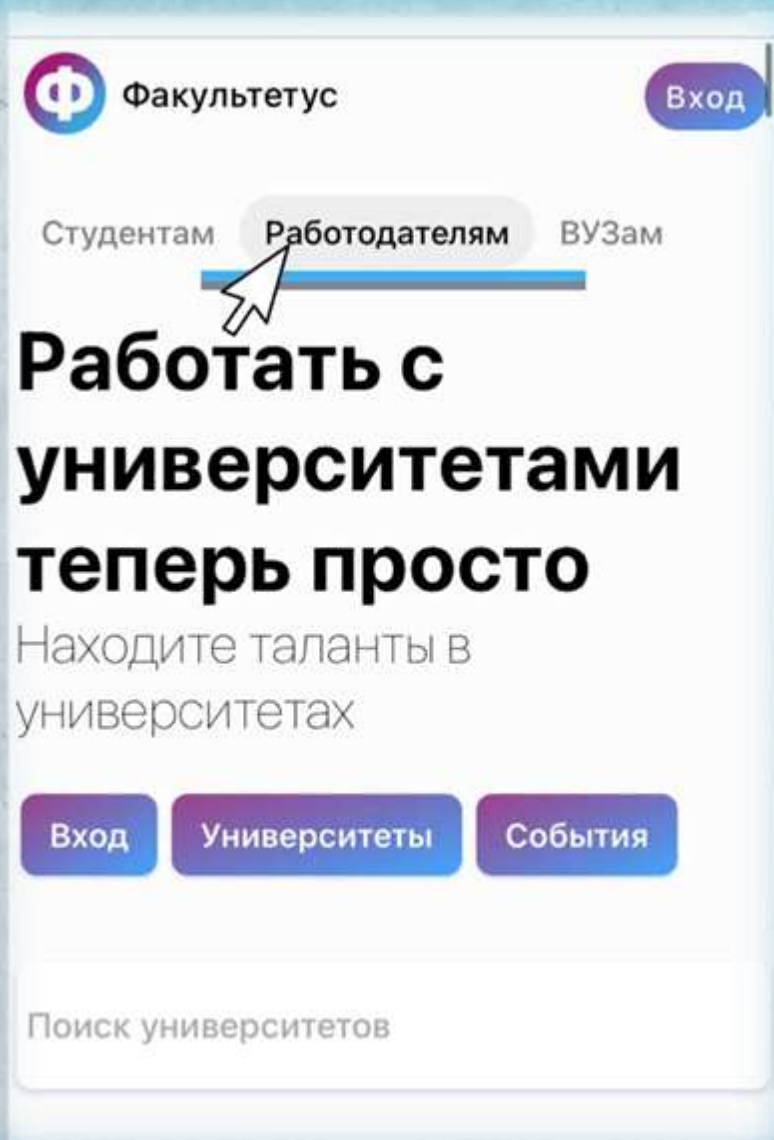 Ф Факультетус Вход
Студентам Работодателям ВУЗам
Работать с
университетами
теперь просто
Находите таланты в
университетах
Вход Университеты События
Поиск университетов